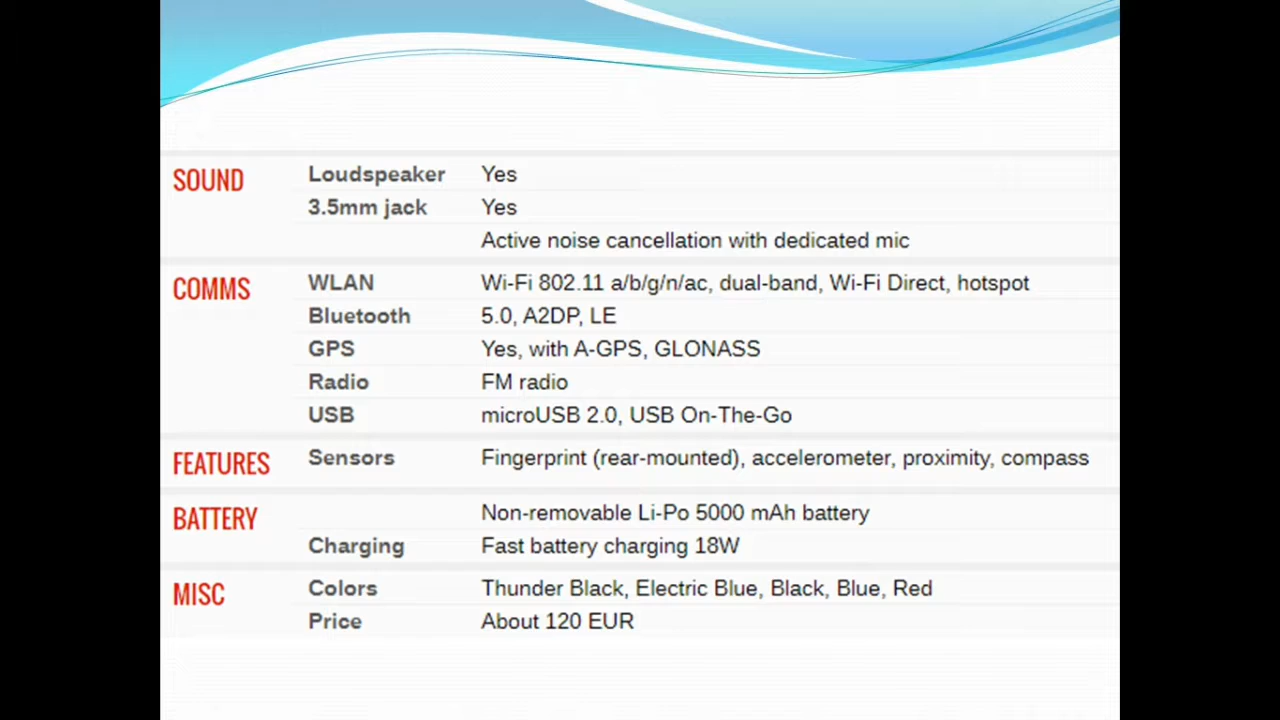 SOUND Loudspeaker Yes
3.5mm jack Yes
Active noise cancellation with dedicated mic
COMMS WLAN Wi-Fi 802.11 a/b/g/n/ac, dual-band, Wi-Fi Direct, hotspot
Bluetooth 5.0, A2DP, LE
GPS Yes, with A-GPS, GLONASS
Radio FM radio
USB microUSB 2.0, USB On-The-Go
FEATURES Sensors Fingerprint (rear-mounted), accelerometer, proximity, compass
BATTERY Non-removable Li-Po 5000 mAh battery
Charging Fast battery charging 18W
MISC Colors Thunder Black, Electric Blue, Black, Blue, Red
Price About 120 EUR